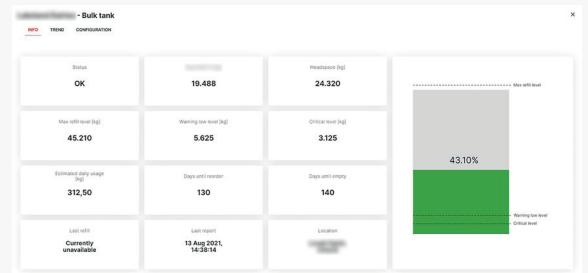 - Bulk tank
×
INFO TREND CONFIGURATION
Status
OK
19.488
Headspace [kg]
24.320
Max refill level [kg]
45.210
Warning low level [kg]
5.625
Critical level [kg]
3.125
Estimated daily usage
[kg]
312,50
Days until reorder
130
Days until empty
140
Last refill
Currently
unavailable
Last report
13 Aug 2021,
14:38:14
Location
Max refill level
43.10%
Warning low level
Critical level